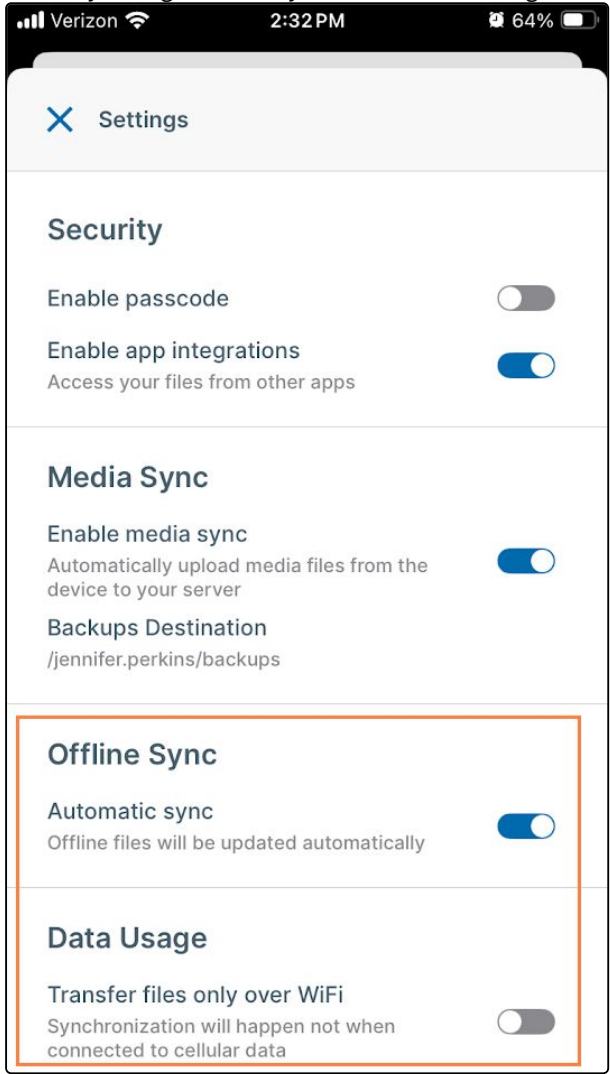 Verizon 2:32 PM 64%
Settings
Security
Enable passcode
Enable app integrations
Access your files from other apps
Media Sync
Enable media sync
Automatically upload media files from the
device to your server
Backups Destination
/jennifer.perkins/backups
Offline Sync
Automatic sync
Offline files will be updated automatically
Data Usage
Transfer files only over WiFi
Synchronization will happen not when
connected to cellular data